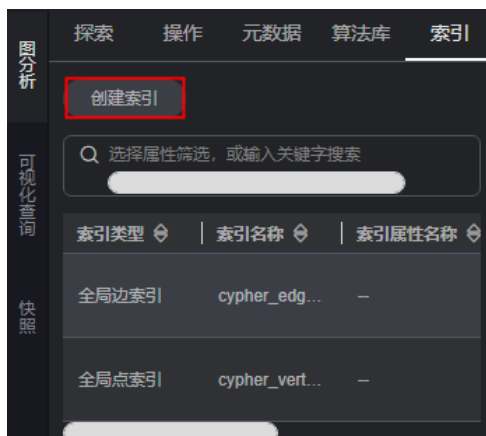 图分析
可视化查询
快照
探索 操作 元数据 算法库 索引
创建索引
选择属性筛选，或输入关键字搜索
索引类型 索引名称 索引属性名称
全局边索引 cypher_edg... --
全局点索引 cypher_vert... --